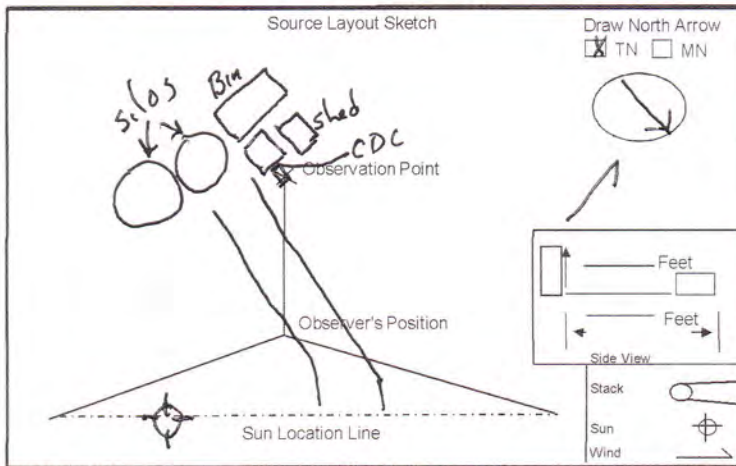 Source Layout Sketch
Draw North Arrow
X TN MN
Silos
Bin
Shed
CDC
Observation Point
Feet
Observer's Position
Feet
Side View
Stack
Sun Location Line
Sun
Wind